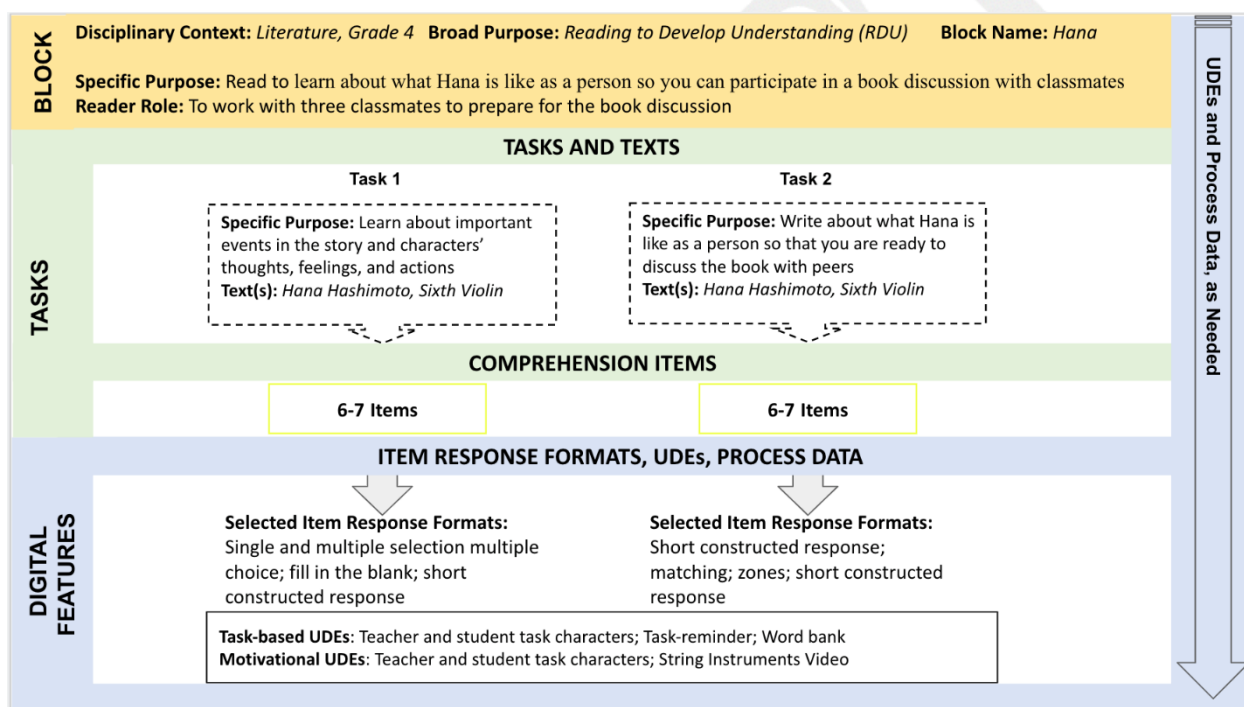 Disciplinary Context: Literature, Grade 4 Broad Purpose: Reading to Develop Understanding (RDU) Block Name: Hana
Specific Purpose: Read to learn about what Hana is like as a person so you can participate in a book discussion with classmates
Reader Role: To work with three classmates to prepare for the book discussion
BLOCK
TASKS AND TEXTS
Task 1
Specific Purpose: Learn about important
events in the story and characters’
thoughts, feelings, and actions
Text(s): Hana Hashimoto, Sixth Violin
Task 2
Specific Purpose: Write about what Hana is
like as a person so that you are ready to
discuss the book with peers
Text(s): Hana Hashimoto, Sixth Violin
TASKS
COMPREHENSION ITEMS
6-7 Items
6-7 Items
ITEM RESPONSE FORMATS, UDEs, PROCESS DATA
DIGITAL
FEATURES
Selected Item Response Formats:
Single and multiple selection multiple
choice; fill in the blank; short
constructed response
Selected Item Response Formats:
Short constructed response;
matching; zones; short constructed
response
Task-based UDEs: Teacher and student task characters; Task-reminder; Word bank
Motivational UDEs: Teacher and student task characters; String Instruments Video
UDEs and Process Data, as Needed